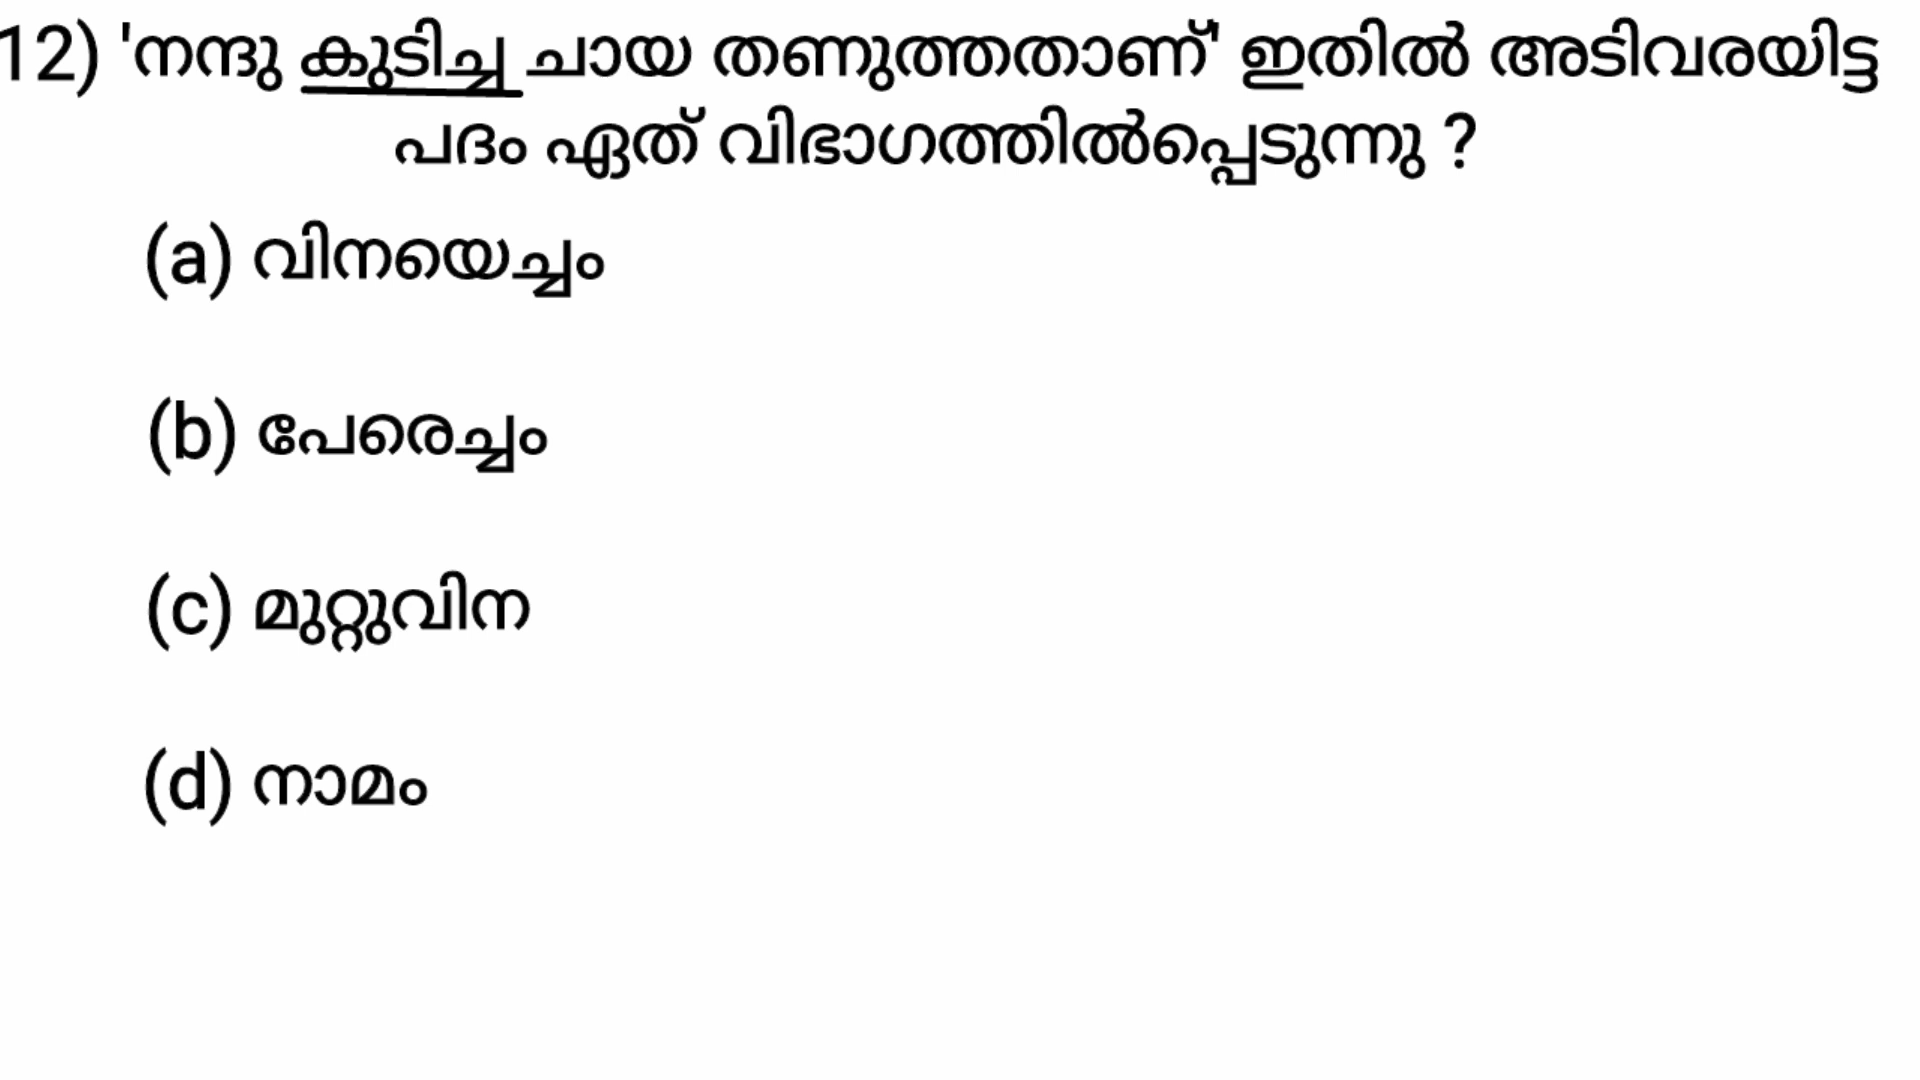 12) 'നന്ദു കുടിച്ച ചായ തണുത്തതാണ്' ഇതിൽ അടിവരയിട്ട
പദം ഏത് വിഭാഗത്തിൽപ്പെടുന്നു ?
(a) വിനയെച്ചം
(b) പേരെച്ചം
(c) മുറ്റുവിന
(d) നാമം